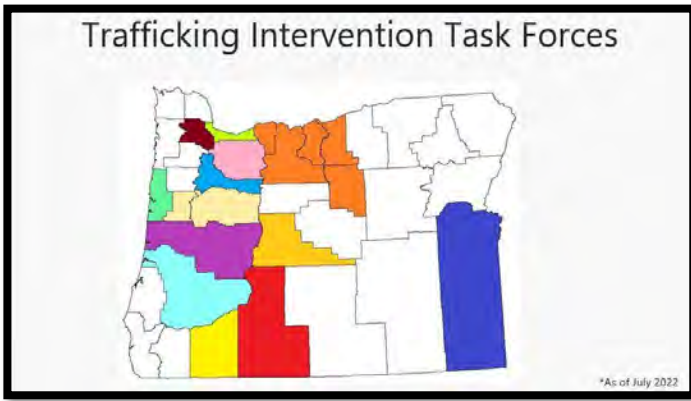 Trafficking Intervention Task Forces
*As of July 2022